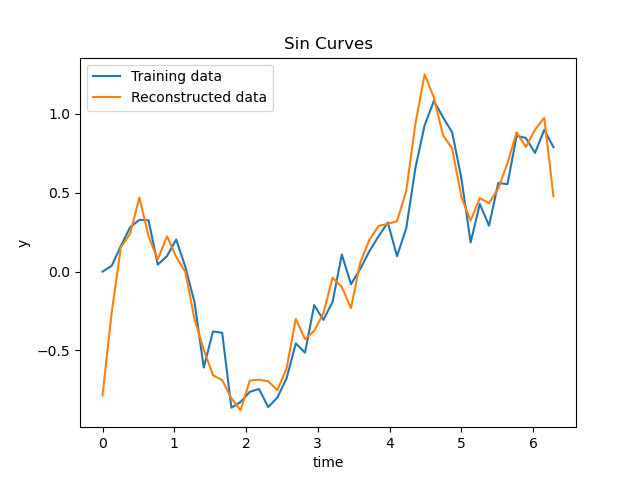 Sin Curves
Training data
Reconstructed data
1.0
0.5
0.0
−0.5
y
0 1 2 3 4 5 6
time